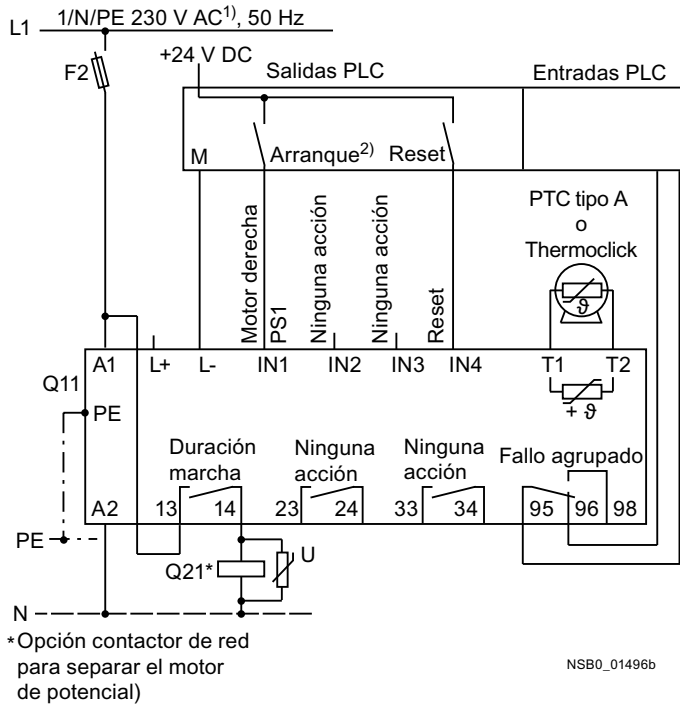 1/N/PE 230 V AC1), 50 Hz
L1
F2
+24 V DC
Salidas PLC
Entradas PLC
M
Arranque2)
Reset
Motor derecha
PS1
Ninguna acción
Ninguna acción
Reset
PTC tipo A
o
Thermoclick
ϑ
A1
L+
L-
IN1
IN2
IN3
IN4
T1
T2
Q11
PE
+ ϑ
Duración
marcha
Ninguna
acción
Ninguna
acción
Fallo agrupado
A2
13
14
23
24
33
34
95
96
98
PE
Q21*
U
N
*Opción contactor de red
para separar el motor
de potencial)
NSB0_01496b